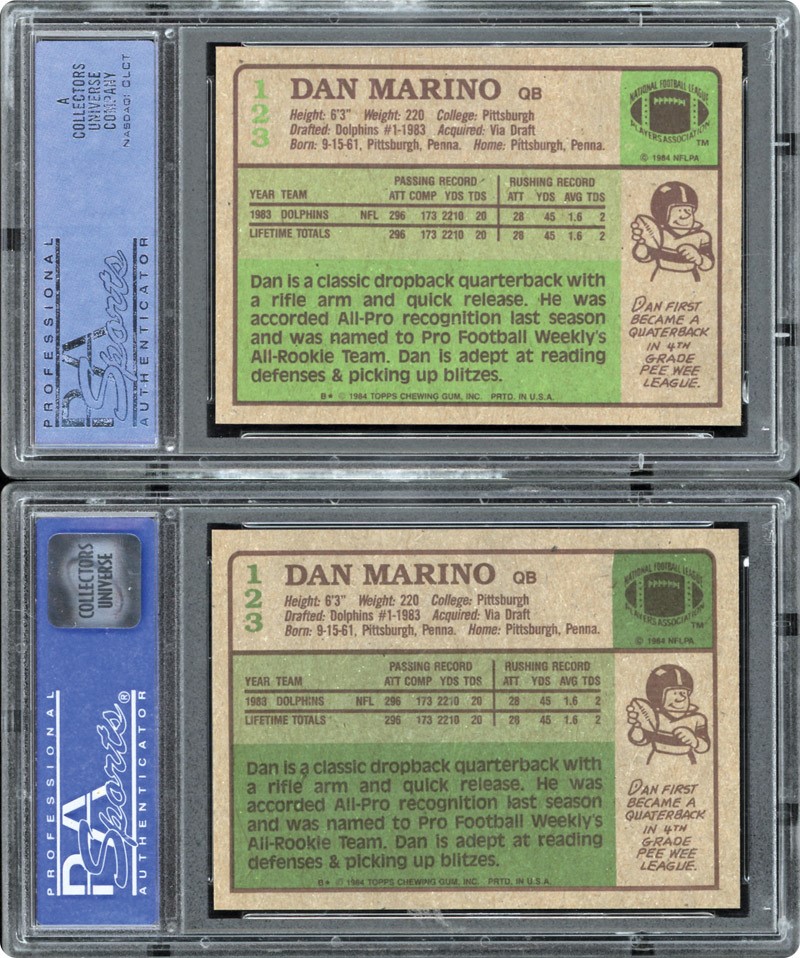 A
COLLECTORS
UNIVERSE
COMPANY
NASDAQ: CLCT
PROFESSIONAL
PSA
Sports
AUTHENTICATOR
123
DAN MARINO QB
Height: 6'3" Weight: 220 College: Pittsburgh
Drafted: Dolphins #1-1983 Acquired: Via Draft
Born: 9-15-61, Pittsburgh, Penna. Home: Pittsburgh, Penna.
NATIONAL FOOTBALL LEAGUE
PLAYERS ASSOCIATION
TM
© 1984 NFLPA
PASSING RECORD RUSHING RECORD
YEAR TEAM ATT COMP YDS TDS ATT YDS AVG TDS
1983 DOLPHINS NFL 296 173 2210 20 28 45 1.6 2
LIFETIME TOTALS 296 173 2210 20 28 45 1.6 2
Dan is a classic dropback quarterback with
a rifle arm and quick release. He was
accorded All-Pro recognition last season
and was named to Pro Football Weekly's
All-Rookie Team. Dan is adept at reading
defenses & picking up blitzes.
DAN FIRST
BECAME A
QUATERBACK
IN 4TH
GRADE
PEE WEE
LEAGUE.
B* © 1984 TOPPS CHEWING GUM, INC. PRTD. IN U.S.A.
COLLECTORS
UNIVERSE
PROFESSIONAL
PSA
Sports®
AUTHENTICATOR
123
DAN MARINO QB
Height: 6'3" Weight: 220 College: Pittsburgh
Drafted: Dolphins #1-1983 Acquired: Via Draft
Born: 9-15-61, Pittsburgh, Penna. Home: Pittsburgh, Penna.
NATIONAL FOOTBALL LEAGUE
PLAYERS ASSOCIATION
TM
© 1984 NFLPA
PASSING RECORD RUSHING RECORD
YEAR TEAM ATT COMP YDS TDS ATT YDS AVG TDS
1983 DOLPHINS NFL 296 173 2210 20 28 45 1.6 2
LIFETIME TOTALS 296 173 2210 20 28 45 1.6 2
Dan is a classic dropback quarterback with
a rifle arm and quick release. He was
accorded All-Pro recognition last season
and was named to Pro Football Weekly's
All-Rookie Team. Dan is adept at reading
defenses & picking up blitzes.
DAN FIRST
BECAME A
QUATERBACK
IN 4TH
GRADE
PEE WEE
LEAGUE.
B* © 1984 TOPPS CHEWING GUM, INC. PRTD. IN U.S.A.